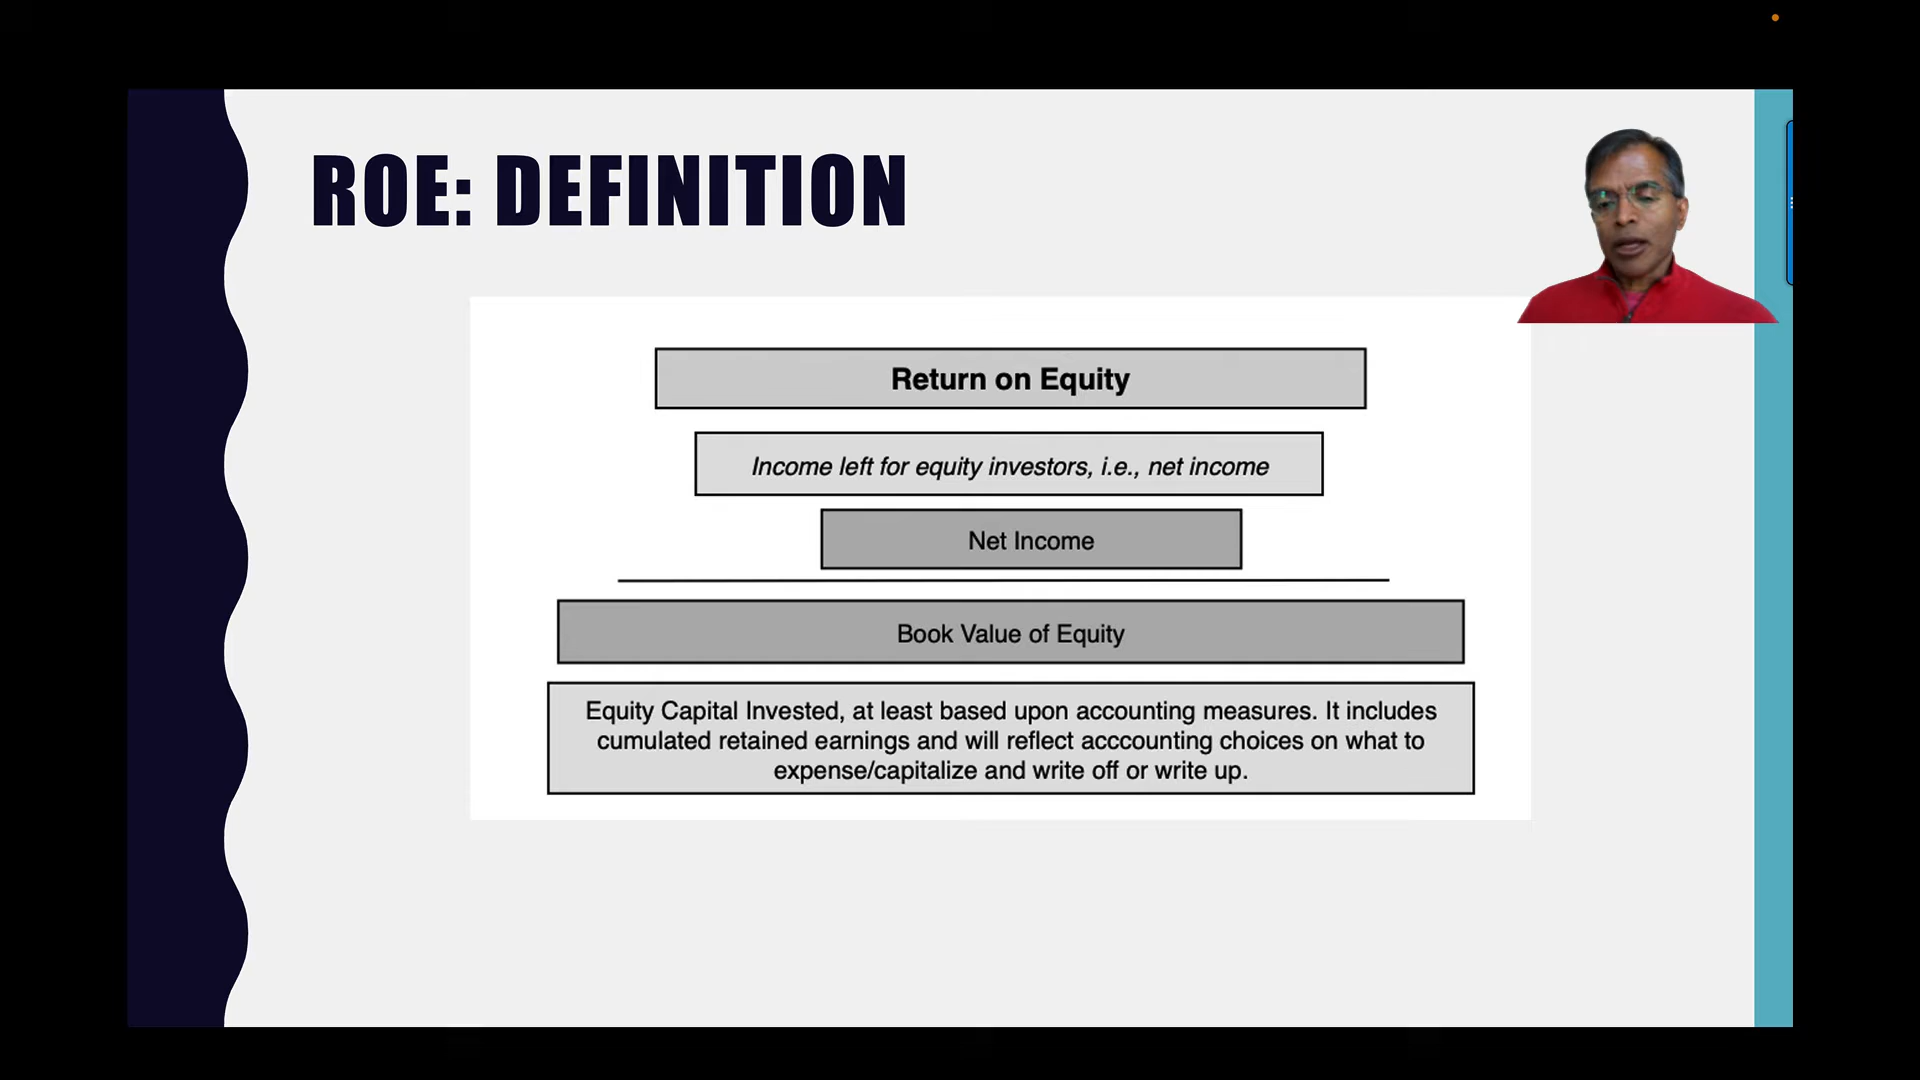 ROE: DEFINITION
Return on Equity
Income left for equity investors, i.e., net income
Net Income
Book Value of Equity
Equity Capital Invested, at least based upon accounting measures. It includes
cumulated retained earnings and will reflect acccounting choices on what to
expense/capitalize and write off or write up.